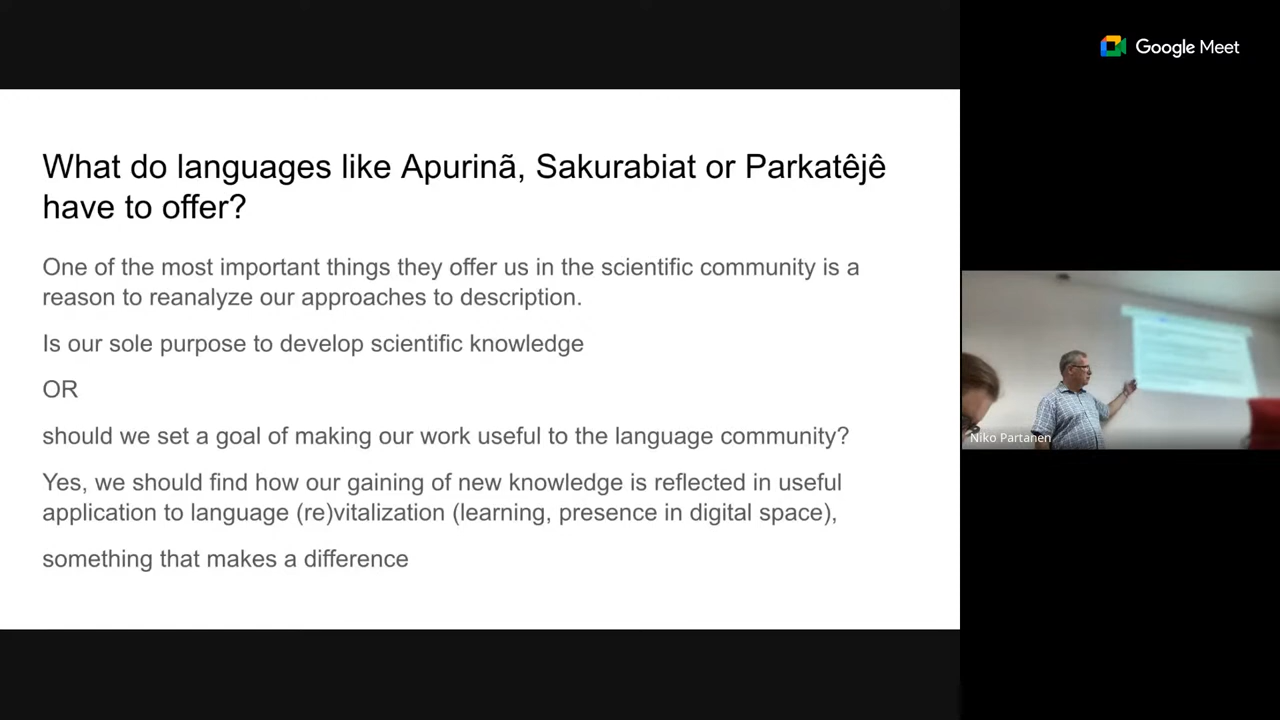 Google Meet
What do languages like Apurinã, Sakurabiat or Parkatêjê
have to offer?
One of the most important things they offer us in the scientific community is a
reason to reanalyze our approaches to description.
Is our sole purpose to develop scientific knowledge
OR
should we set a goal of making our work useful to the language community?
Yes, we should find how our gaining of new knowledge is reflected in useful
application to language (re)vitalization (learning, presence in digital space),
something that makes a difference
Niko Partanen